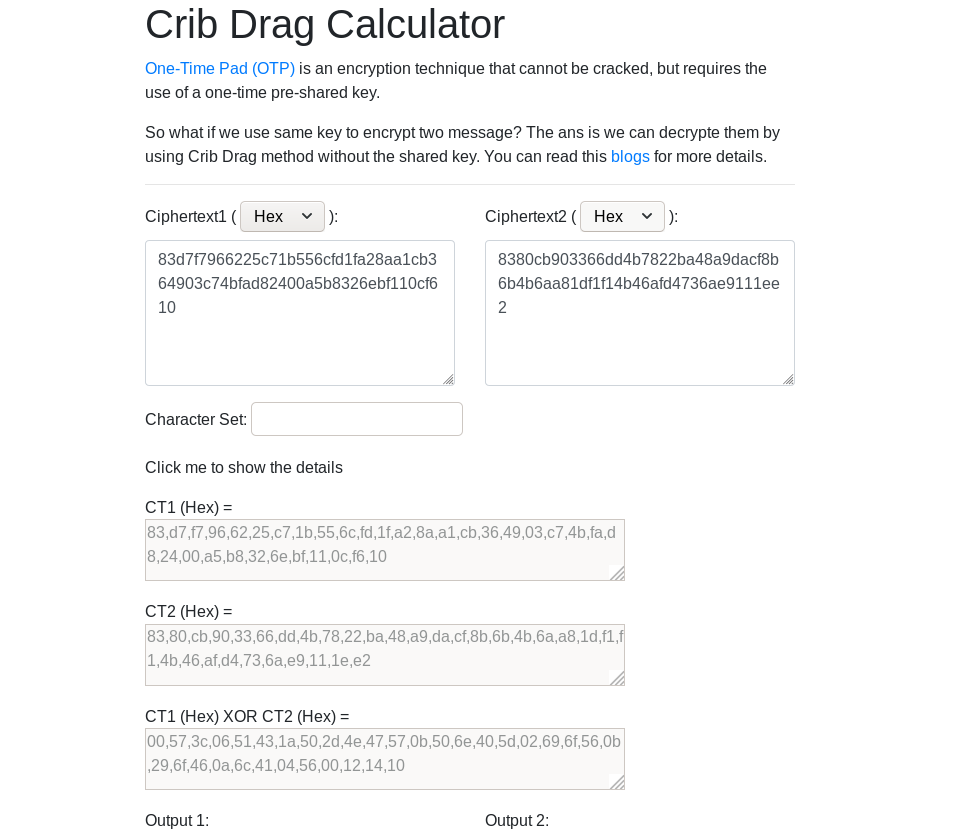 Crib Drag Calculator
One-Time Pad (OTP) is an encryption technique that cannot be cracked, but requires the
use of a one-time pre-shared key.
So what if we use same key to encrypt two message? The ans is we can decrypte them by
using Crib Drag method without the shared key. You can read this blogs for more details.
Ciphertext1 ( Hex ):
Ciphertext2 ( Hex ):
83d7f7966225c71b556cfd1fa28aa1cb3
64903c74bfad82400a5b8326ebf110cf6
10
8380cb903366dd4b7822ba48a9dacf8b
6b4b6aa81df1f14b46afd4736ae9111ee
2
Character Set:
Click me to show the details
CT1 (Hex) =
83,d7,f7,96,62,25,c7,1b,55,6c,fd,1f,a2,8a,a1,cb,36,49,03,c7,4b,fa,d
8,24,00,a5,b8,32,6e,bf,11,0c,f6,10
CT2 (Hex) =
83,80,cb,90,33,66,dd,4b,78,22,ba,48,a9,da,cf,8b,6b,4b,6a,a8,1d,f1,f
1,4b,46,af,d4,73,6a,e9,11,1e,e2
CT1 (Hex) XOR CT2 (Hex) =
00,57,3c,06,51,43,1a,50,2d,4e,47,57,0b,50,6e,40,5d,02,69,6f,56,0b
,29,6f,46,0a,6c,41,04,56,00,12,14,10
Output 1:
Output 2: